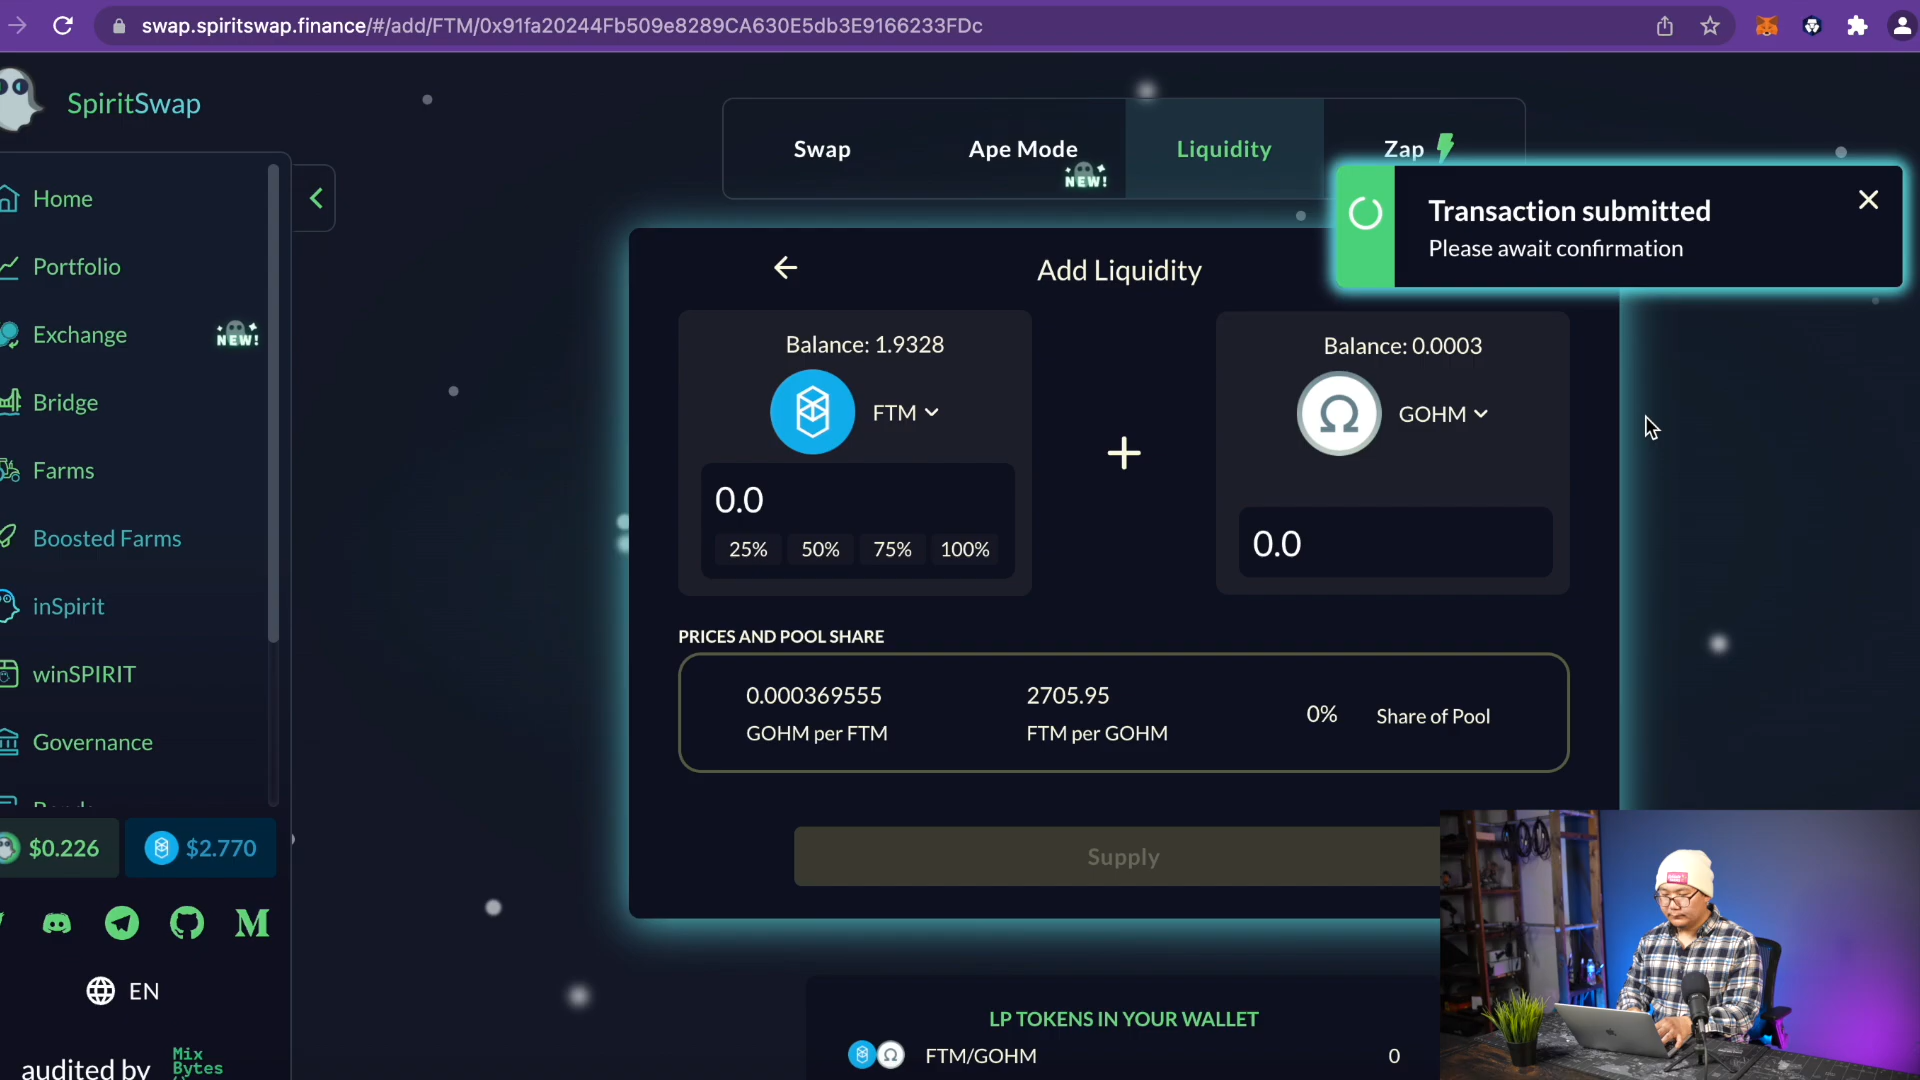 swap.spiritswap.finance/#/add/FTM/0x91fa20244Fb509e8289CA630E5db3E9166233FDc
SpiritSwap
Swap
Ape Mode
NEW!
Liquidity
Zap
Transaction submitted
Please await confirmation
Home
Portfolio
Exchange
NEW!
Bridge
Farms
Boosted Farms
inSpirit
winSPIRIT
Governance
$0.226
$2.770
EN
audited by
Mix
Bytes
Add Liquidity
Balance: 1.9328
FTM
0.0
25% 50% 75% 100%
Balance: 0.0003
GOHM
0.0
PRICES AND POOL SHARE
0.000369555
GOHM per FTM
2705.95
FTM per GOHM
0% Share of Pool
Supply
LP TOKENS IN YOUR WALLET
FTM/GOHM 0